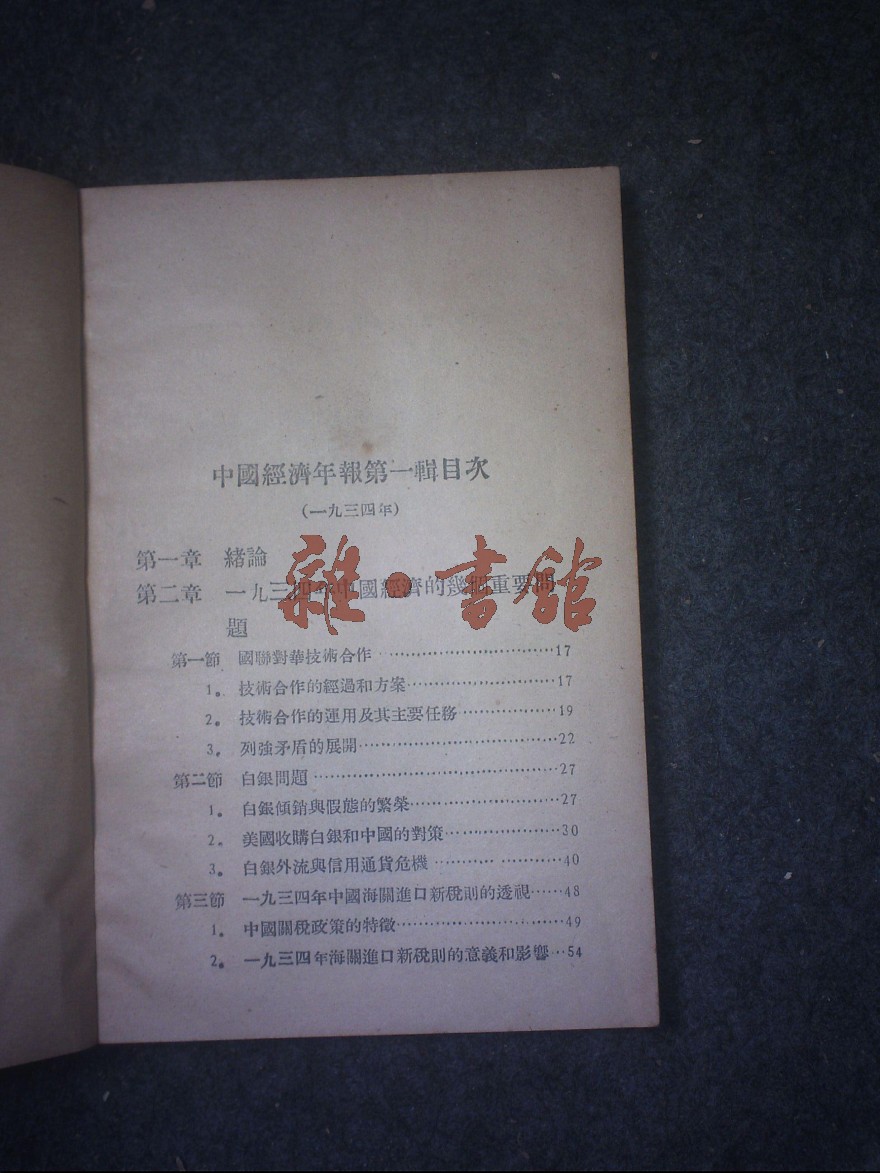 中國經濟年報第一輯目次
(一九三四年)
第一章 緒論
第二章 一九三四年中國經濟的幾個重要問
題
雜·書館
第一節 國聯對華技術合作……17
1。技術合作的經過和方案……17
2。技術合作的運用及其主要任務……19
3。列強矛盾的展開……22
第二節 白銀問題……27
1。白銀傾銷與假態的繁榮……27
2。美國收購白銀和中國的對策……30
3。白銀外流與信用通貨危機……40
第三節 一九三四年中國海關進口新稅則的透視……48
1。中國關稅政策的特徵……49
2。一九三四年海關進口新稅則的意義和影響…54